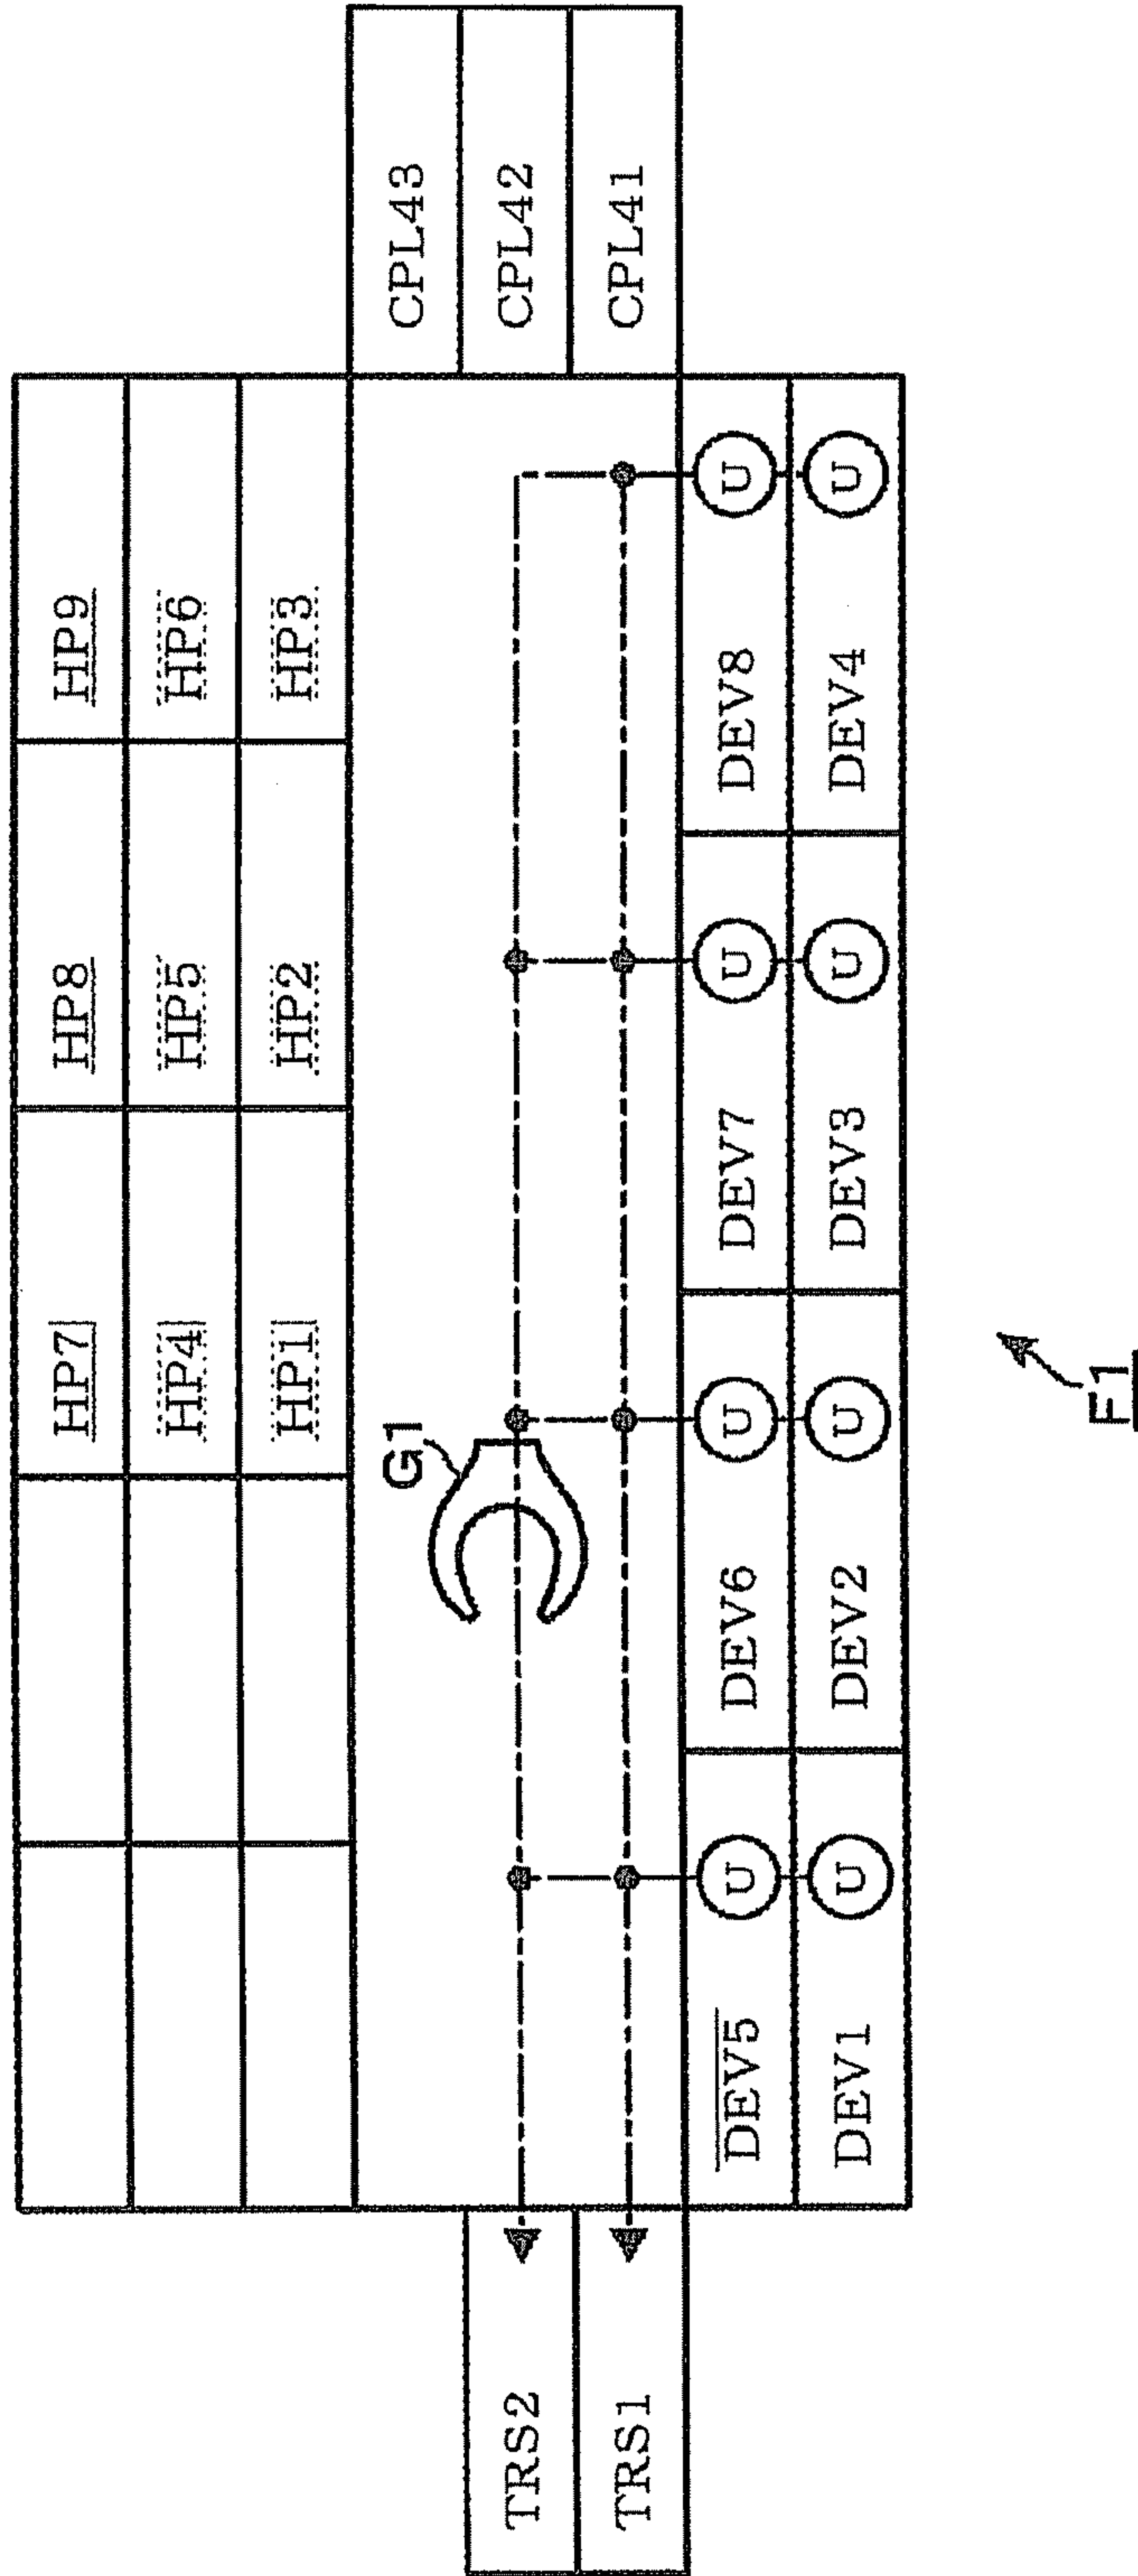 HP7 HP8 HP9
HP4 HP5 HP6
HP1 HP2 HP3
G1
CPL43
TRS2 CPL42
TRS1 CPL41
DEV5 U DEV6 U DEV7 U DEV8 U
DEV1 U DEV2 U DEV3 U DEV4 U
F1